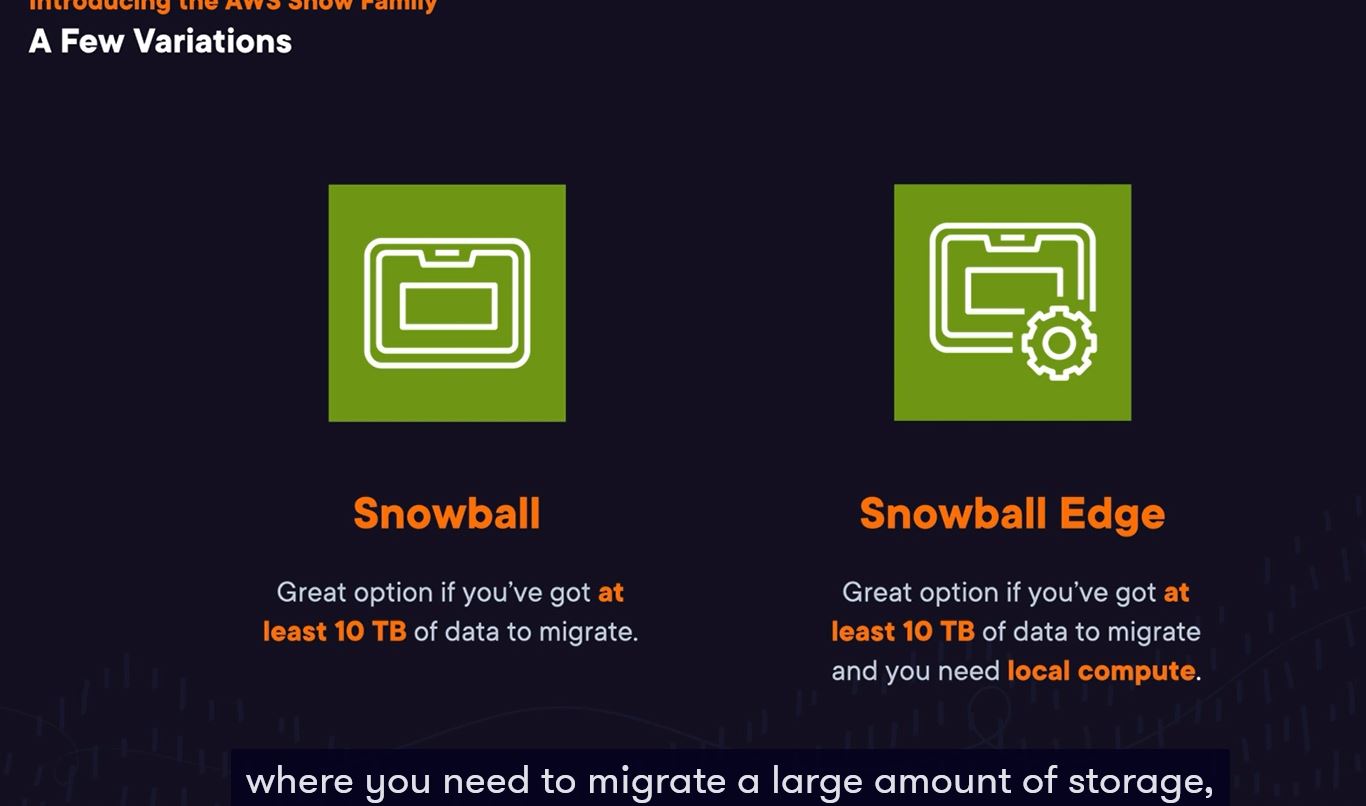 Introducing the AWS Snow Family
A Few Variations
Snowball
Great option if you’ve got at
least 10 TB of data to migrate.
Snowball Edge
Great option if you’ve got at
least 10 TB of data to migrate
and you need local compute.
where you need to migrate a large amount of storage,